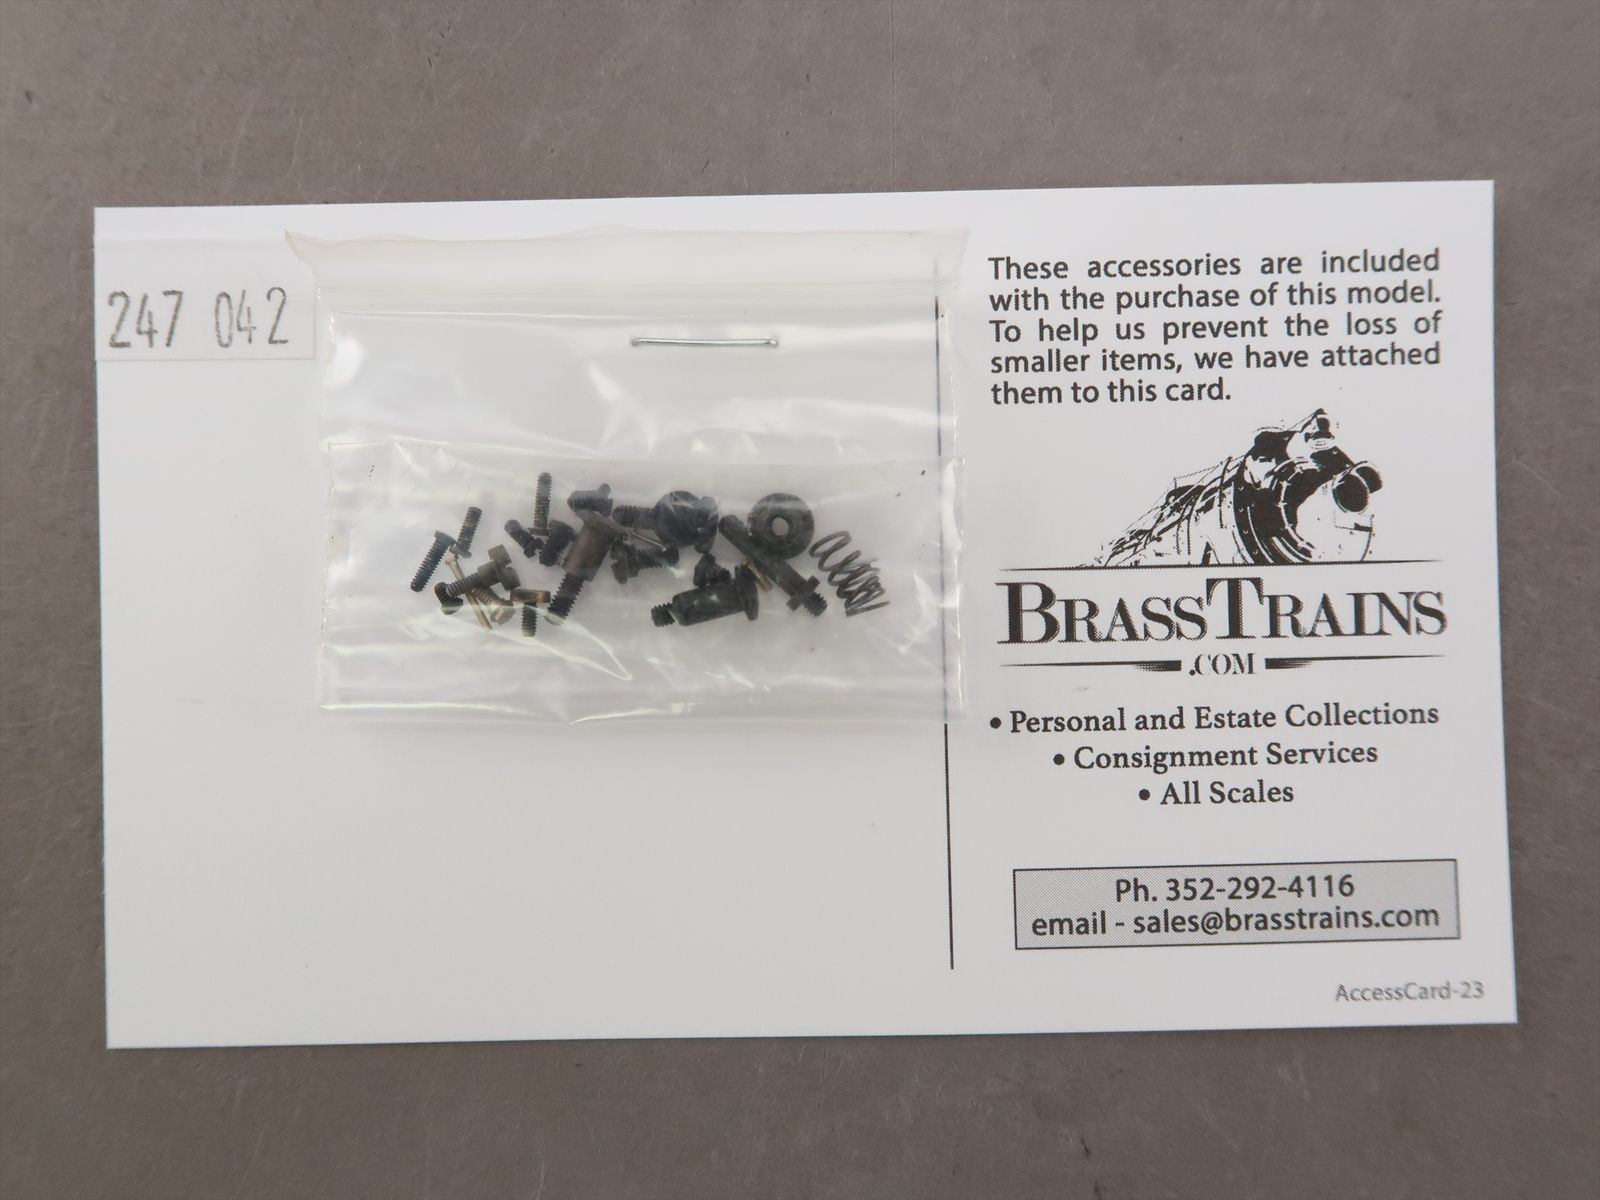 247 042
These accessories are included
with the purchase of this model.
To help us prevent the loss of
smaller items, we have attached
them to this card.
BRASSTRAINS
.COM
• Personal and Estate Collections
• Consignment Services
• All Scales
Ph. 352-292-4116
email - sales@brasstrains.com
AccessCard-23